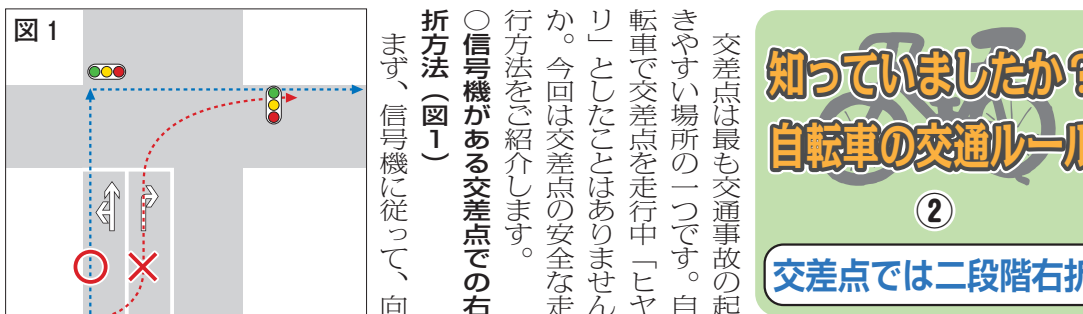 知っていましたか？
自転車の交通ルール
②
交差点では二段階右折
交差点は最も交通事故の起
きやすい場所の一つです。自
転車で交差点を走行中「ヒヤ
リ」としたことはありません
か。今回は交差点の安全な走
行方法をご紹介します。
○信号機がある交差点での右
折方法（図１）
まず、信号機に従って、向
図１